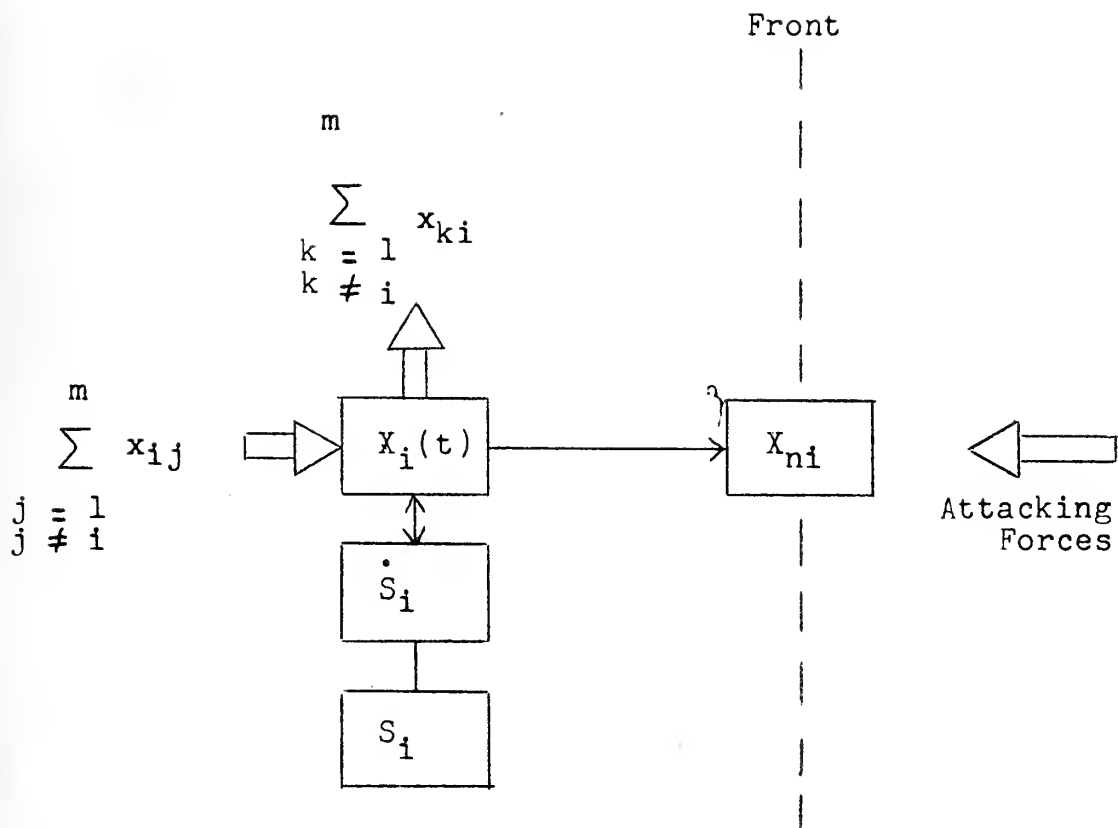 Front
m
∑ x_ki
k = 1
k ≠ i
m
∑ x_ij
j = 1
j ≠ i
X_i(t)
X_ni
Attacking
Forces
Ṡ_i
S_i